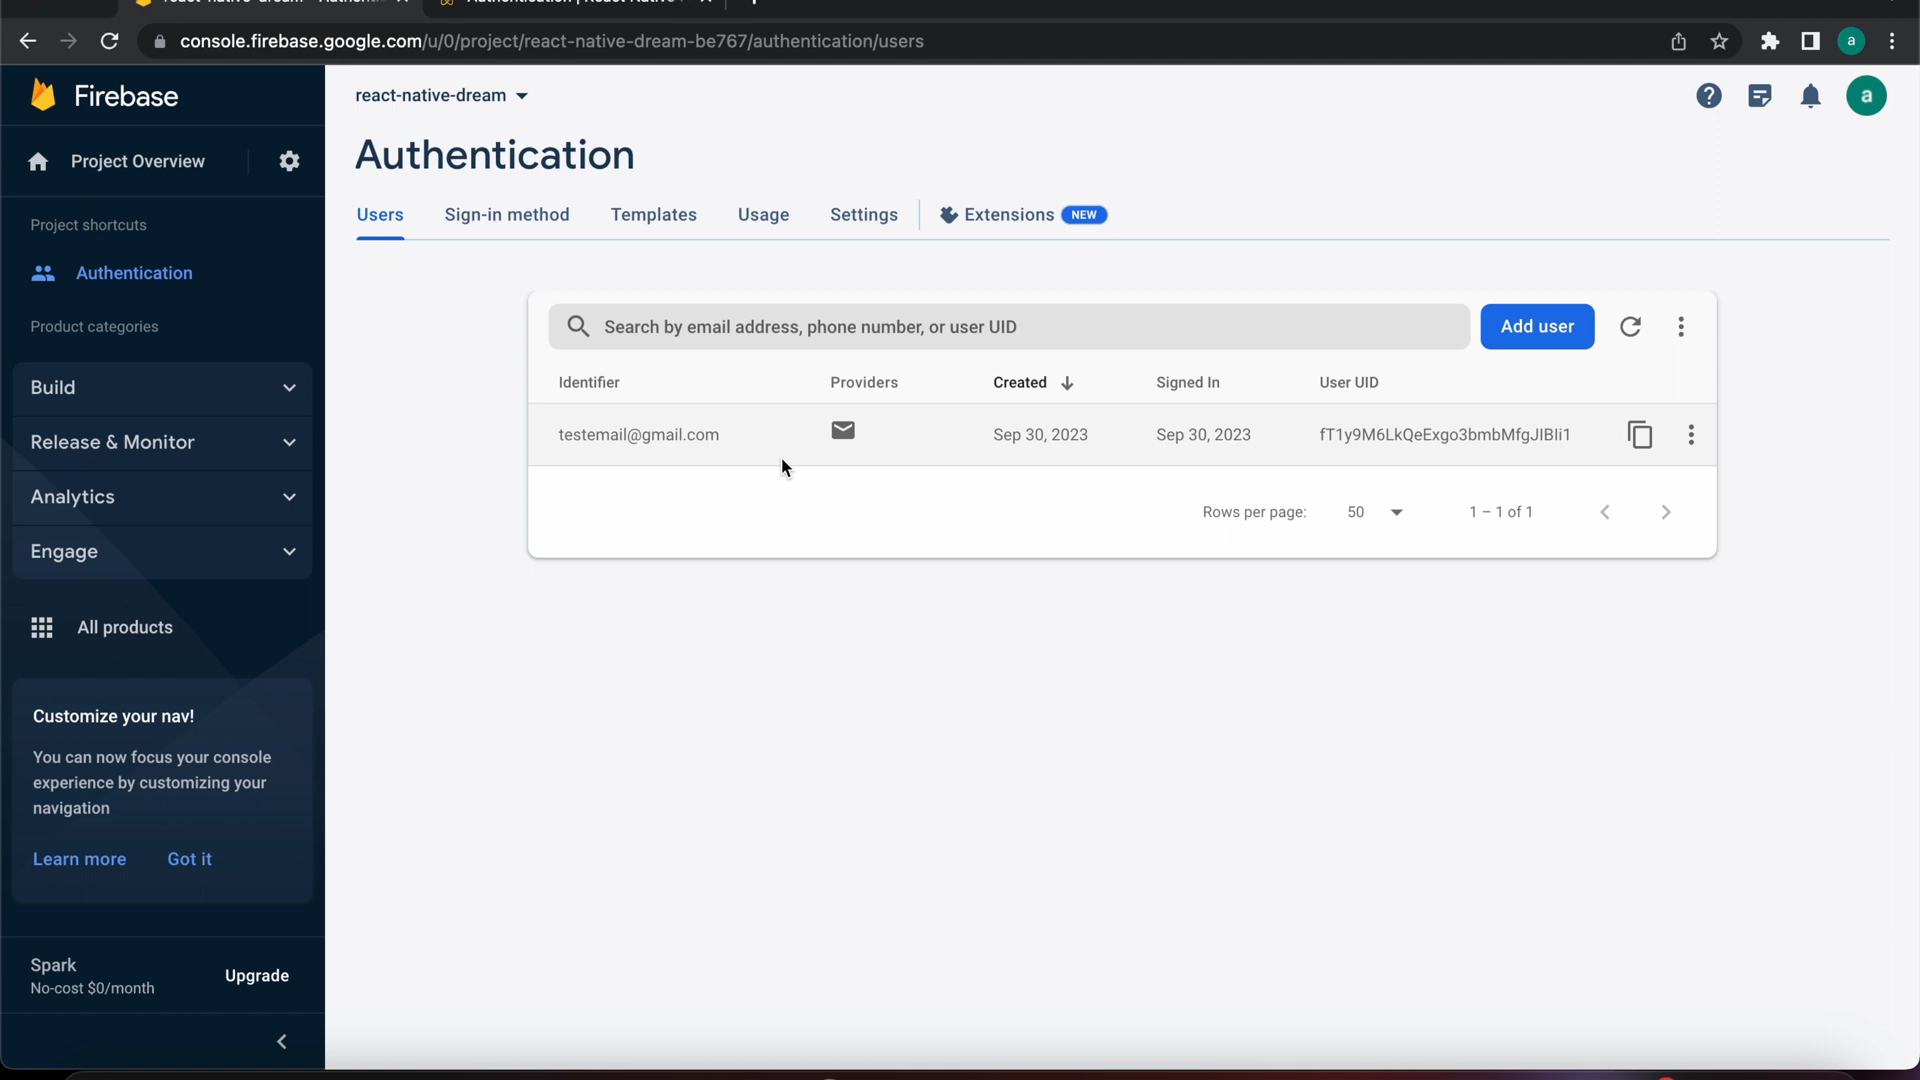 console.firebase.google.com/u/0/project/react-native-dream-be767/authentication/users
a
Firebase
react-native-dream
a
Project Overview
Authentication
Users
Sign-in method
Templates
Usage
Settings
Extensions
NEW
Project shortcuts
Authentication
Product categories
Build
Release & Monitor
Analytics
Engage
All products
Search by email address, phone number, or user UID
Add user
Identifier
Providers
Created
Signed In
User UID
testemail@gmail.com
Sep 30, 2023
Sep 30, 2023
fT1y9M6LkQeExgo3bmbMfgJIBIi1
Rows per page:
50
1 – 1 of 1
Customize your nav!
You can now focus your console
experience by customizing your
navigation
Learn more
Got it
Spark
No-cost $0/month
Upgrade